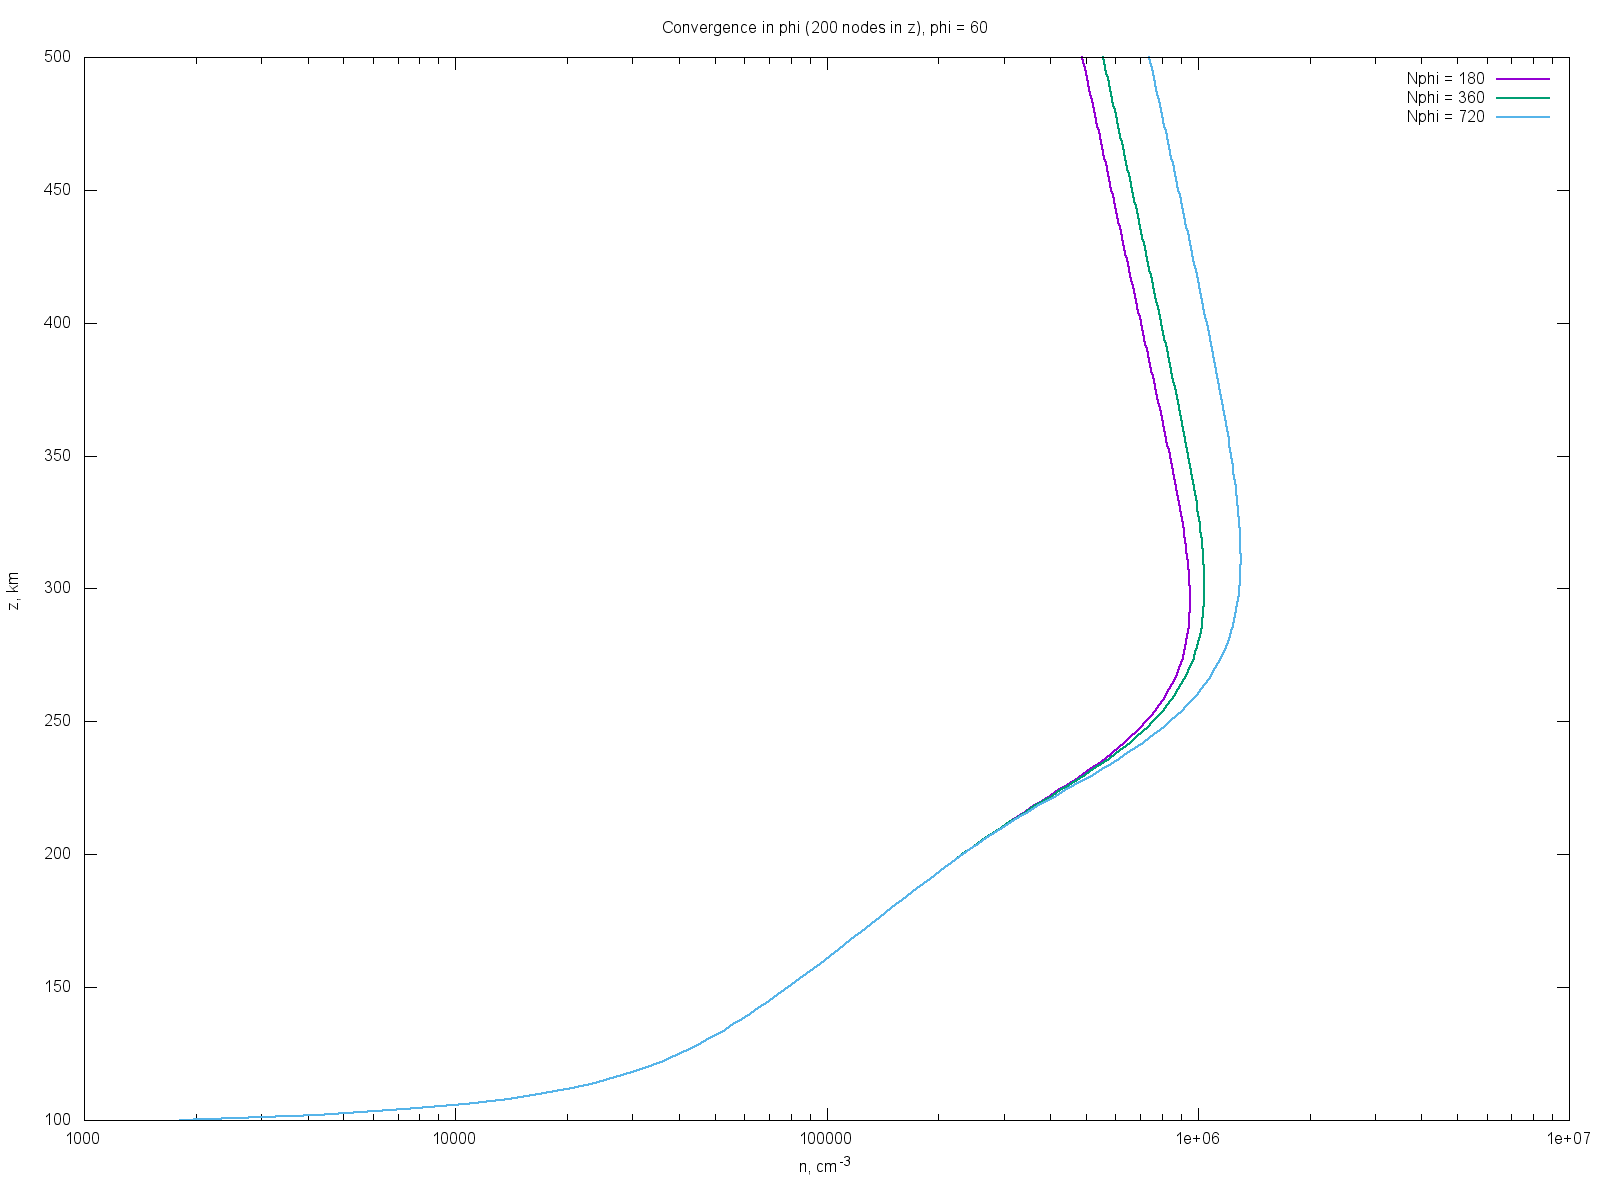 Convergence in phi (200 nodes in z), phi = 60
Nphi = 180
Nphi = 360
Nphi = 720
500
450
400
350
300
250
200
150
100
z, km
1000
10000
100000
1e+06
1e+07
n, cm-3